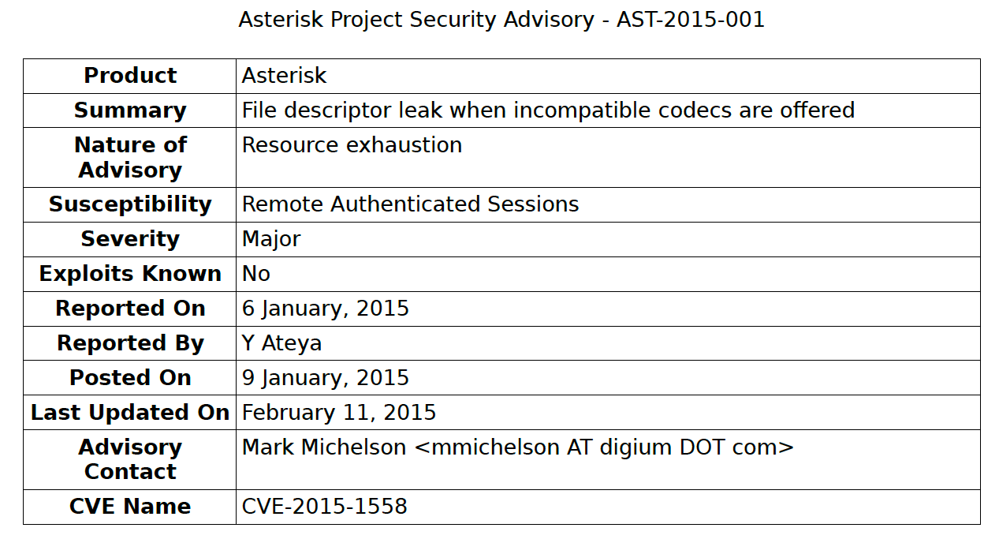 Asterisk Project Security Advisory - AST-2015-001
Product Asterisk
Summary File descriptor leak when incompatible codecs are offered
Nature of Resource exhaustion
Advisory
Susceptibility Remote Authenticated Sessions
Severity Major
Exploits Known No
Reported On 6 January, 2015
Reported By Y Ateya
Posted On 9 January, 2015
Last Updated On February 11, 2015
Advisory Mark Michelson <mmichelson AT digium DOT com>
Contact
CVE Name CVE-2015-1558